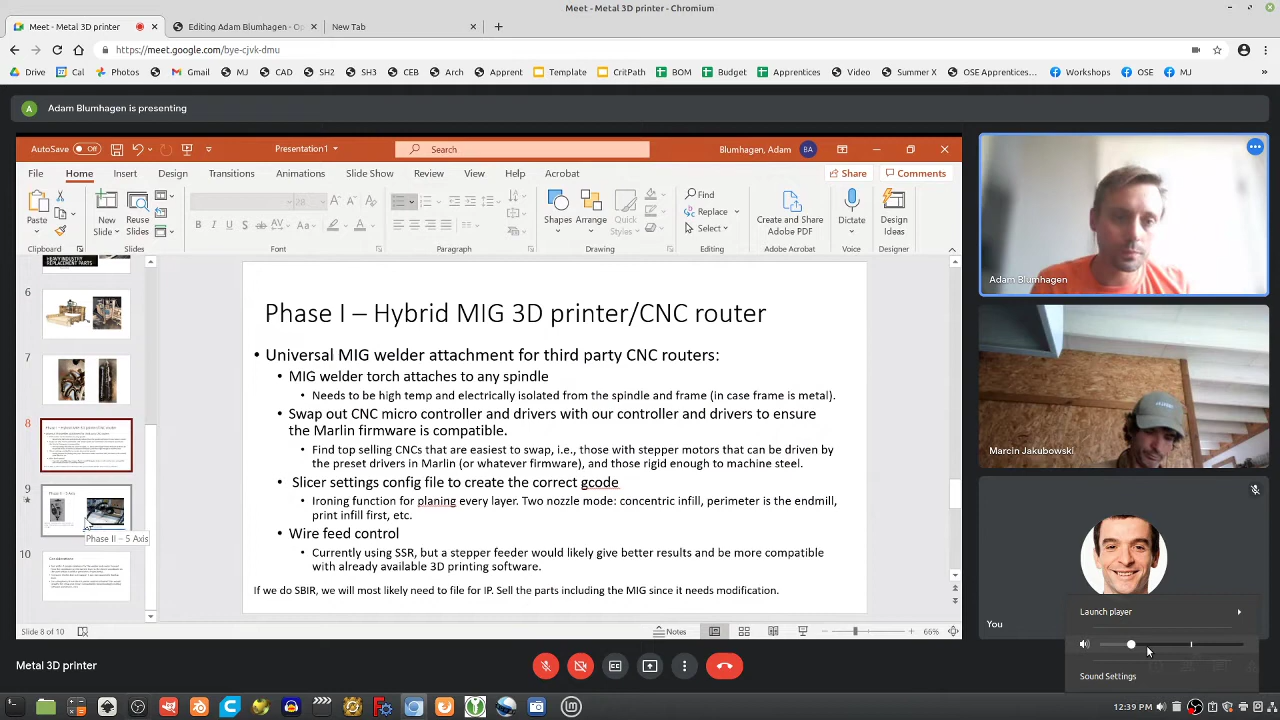 Meet - Metal 3D printer - Chromium
Meet - Metal 3D printer
Editing Adam Blumhagen - Op
New Tab
https://meet.google.com/bye-cjvk-dmu
Drive
Cal
Photos
Gmail
MJ
CAD
SH2
SH3
CEB
Arch
Apprent
Template
CritPath
BOM
Budget
Apprentices
Video
Summer X
OSE Apprentices…
Workshops
OSE
MJ
A
Adam Blumhagen is presenting
AutoSave
Off
Presentation1
Search
Blumhagen, Adam
BA
File
Home
Insert
Design
Transitions
Animations
Slide Show
Review
View
Help
Acrobat
Share
Comments
Paste
New Slide
Reuse Slides
28
Shapes
Arrange
Quick Styles
Find
Replace
Select
Create and Share Adobe PDF
Dictate
Design Ideas
Clipboard
Slides
Font
Paragraph
Drawing
Editing
Adobe Acrobat
Voice
Designer
HEAVY INDUSTRY
REPLACEMENT PARTS
6
7
8
9
10
Phase II – 5 Axis
Phase I – Hybrid MIG 3D printer/CNC router
• Universal MIG welder attachment for third party CNC routers:
• MIG welder torch attaches to any spindle
• Needs to be high temp and electrically isolated from the spindle and frame (in case frame is metal).
• Swap out CNC micro controller and drivers with our controller and drivers to ensure
the Marlin firmware is compatible.
• Find top selling CNCs that are easiest to swap, i.e., those with stepper motors that can be driven by
the preset drivers in Marlin (or whatever firmware), and those rigid enough to machine steel.
• Slicer settings config file to create the correct gcode
• Ironing function for planing every layer. Two nozzle mode: concentric infill, perimeter is the endmill,
print infill first, etc.
• Wire feed control
• Currently using SSR, but a stepper feeder would likely give better results and be more compatible
with already available 3D printing software.
If we do SBIR, we will most likely need to file for IP. Sell the parts including the MIG since it needs modification.
Slide 8 of 10
Notes
66%
Adam Blumhagen
Marcin Jakubowski
You
Launch player
Sound Settings
Metal 3D printer
12:39 PM